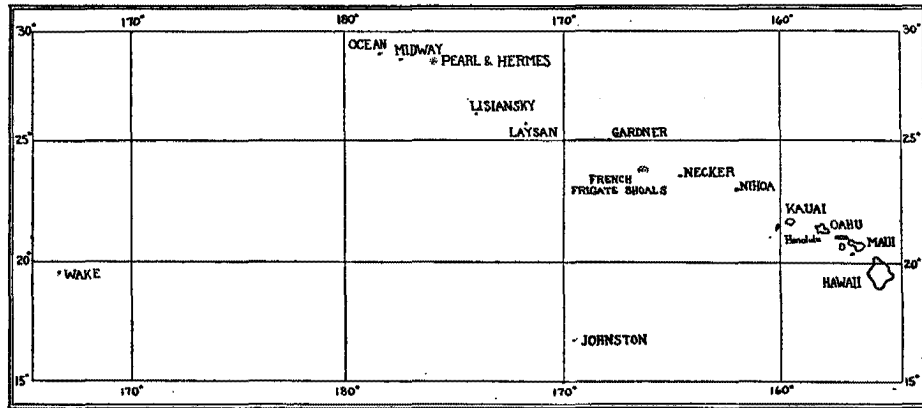 170° 180° 170° 160°
30° 30°
OCEAN
MIDWAY
PEARL & HERMES
LISIANSKY
LAYSAN
GARDNER
25° 25°
FRENCH
FRIGATE SHOALS
NECKER
NIHOA
KAUAI
OAHU
Honolulu
MAUI
20° 20°
WAKE
HAWAII
JOHNSTON
15° 15°
170° 180° 170° 160°